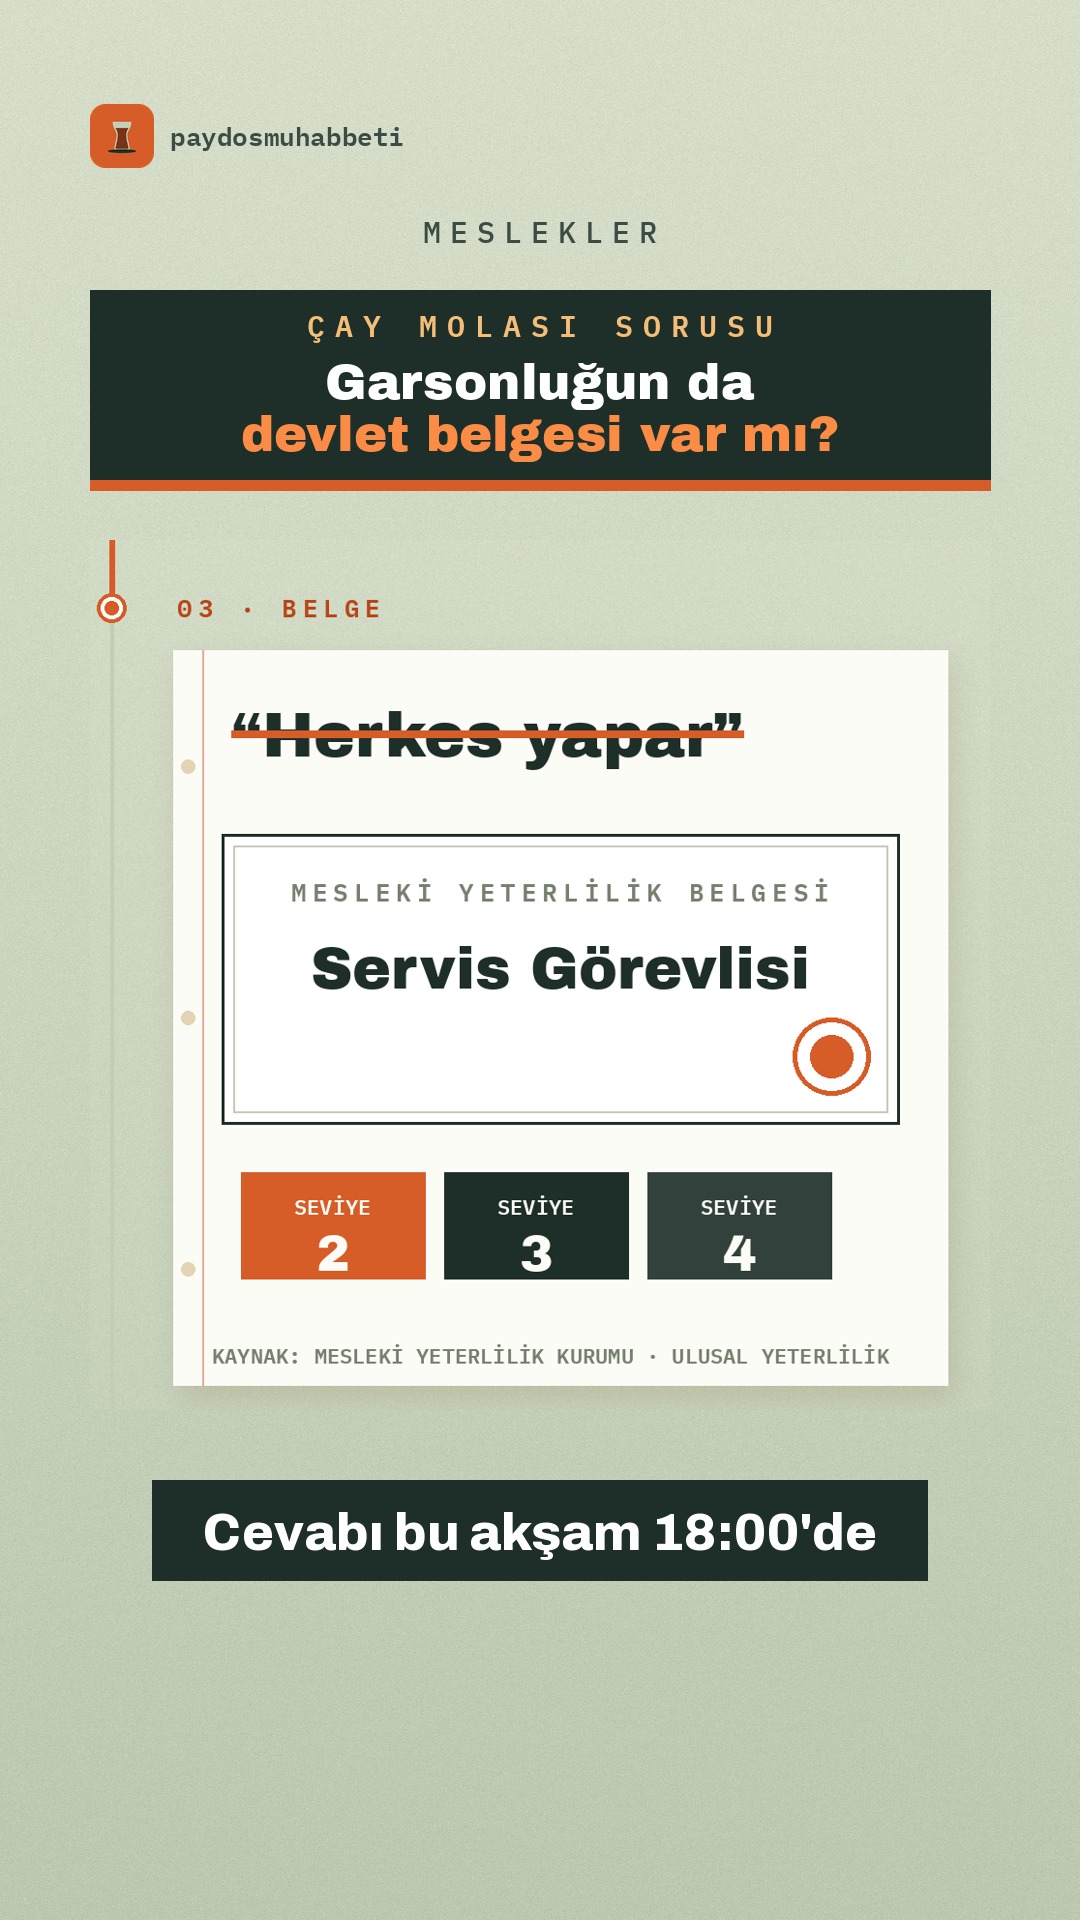 paydosmuhabbeti
MESLEKLER
ÇAY MOLASI SORUSU
Garsonluğun da
devlet belgesi var mı?
03 · BELGE
“Herkes yapar”
MESLEKİ YETERLİLİK BELGESİ
Servis Görevlisi
SEVİYE SEVİYE SEVİYE
2 3 4
KAYNAK: MESLEKİ YETERLİLİK KURUMU · ULUSAL YETERLİLİK
Cevabı bu akşam 18:00'de